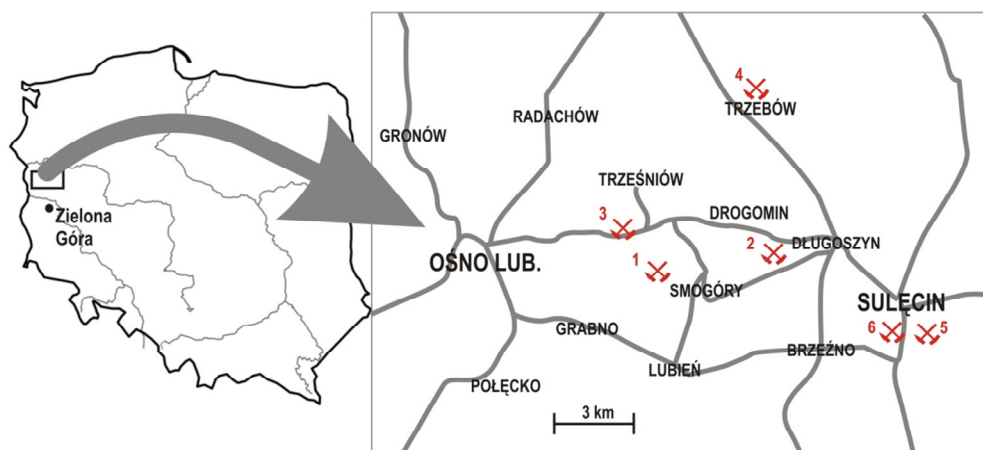 Zielona
Góra
4
TRZEBÓW
RADACHÓW
GRONÓW
TRZEŚNIÓW
3
DROGOMIN
2
DŁUGOSZYN
OŚNO LUB.
1
SMOGÓRY
SULĘCIN
6
5
GRABNO
BRZEŹNO
LUBIEŃ
POŁĘCKO
3 km